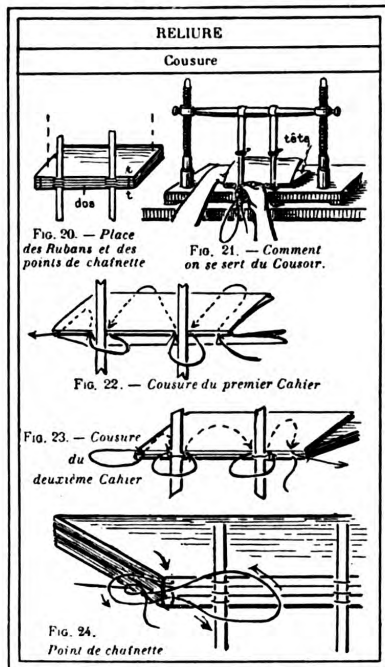 RELIURE
Cousure
tête
dos
t
FIG. 20. — Place
des Rubans et des
points de chaînette
FIG. 21. — Comment
on se sert du Cousoir.
FIG. 22. — Cousure du premier Cahier
FIG. 23. — Cousure
du
deuxième Cahier
FIG. 24.
Point de chaînette